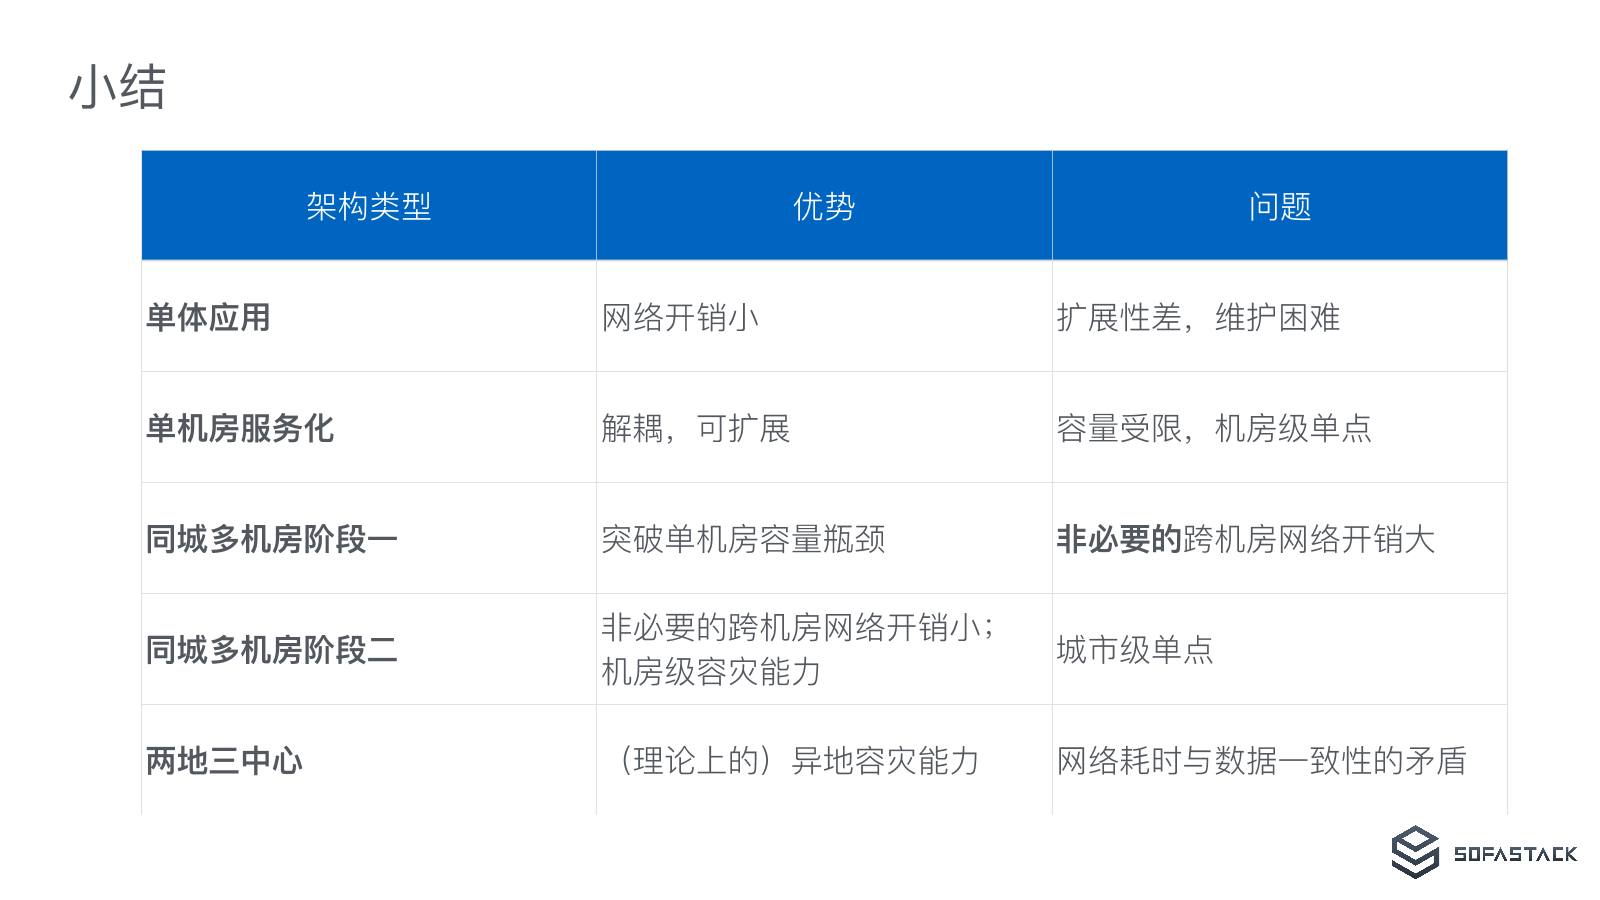 小结
架构类型
优势
问题
单体应用
网络开销小
扩展性差，维护困难
单机房服务化
解耦，可扩展
容量受限，机房级单点
同城多机房阶段一
突破单机房容量瓶颈
非必要的跨机房网络开销大
同城多机房阶段二
非必要的跨机房网络开销小；
机房级容灾能力
城市级单点
两地三中心
（理论上的）异地容灾能力
网络耗时与数据一致性的矛盾
SOFASTACK